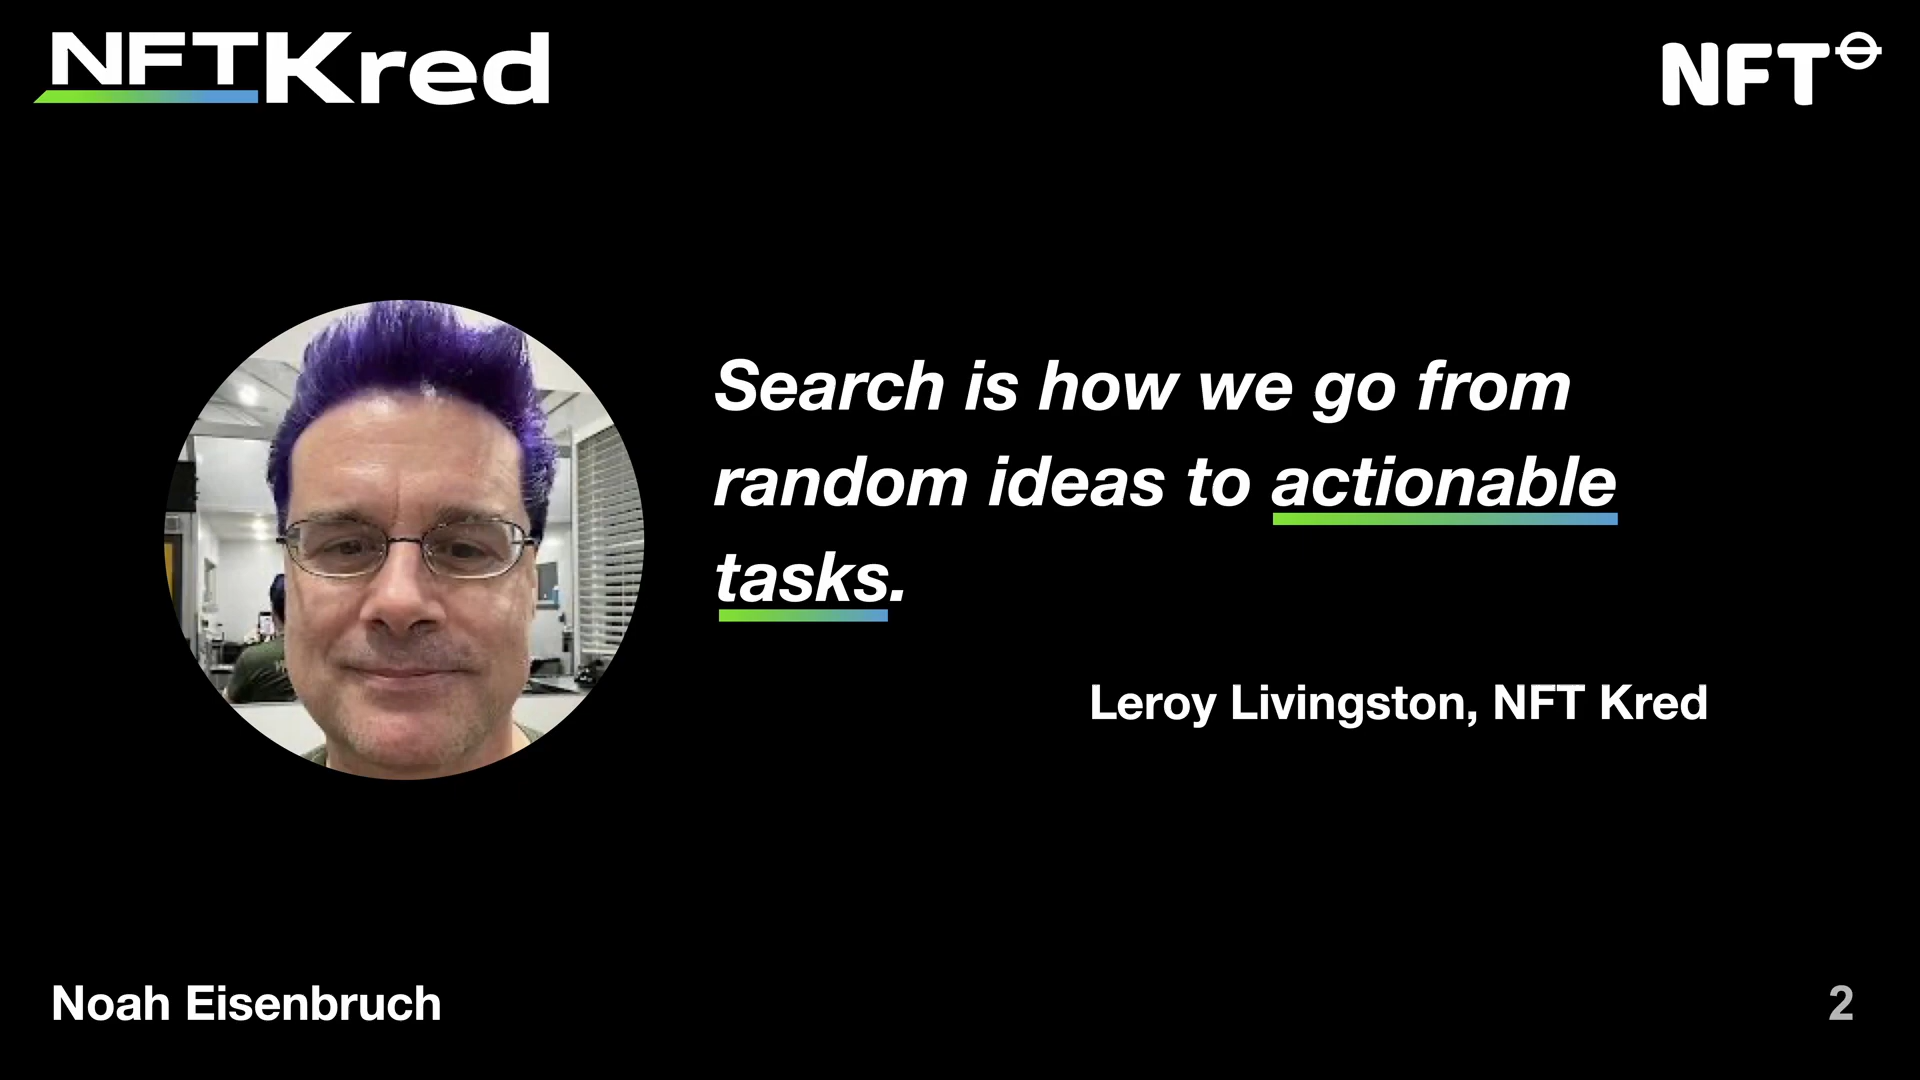 NFTKred
NFT
Search is how we go from
random ideas to actionable
tasks.
Leroy Livingston, NFT Kred
Noah Eisenbruch
2